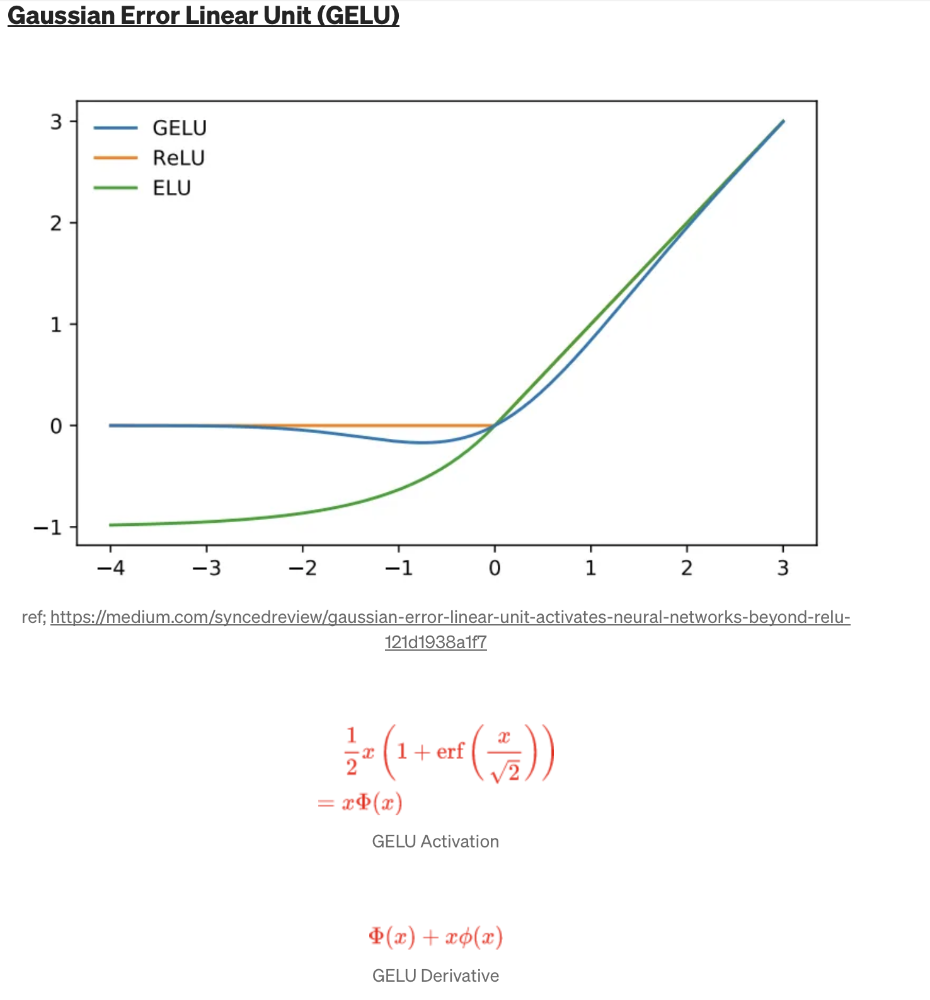 Gaussian Error Linear Unit (GELU)
GELU
ReLU
ELU
3
2
1
0
−1
−4 −3 −2 −1 0 1 2 3
ref; https://medium.com/syncedreview/gaussian-error-linear-unit-activates-neural-networks-beyond-relu-
121d1938a1f7
1/2 x (1 + erf (x/√2))
= xΦ(x)
GELU Activation
Φ(x) + xϕ(x)
GELU Derivative